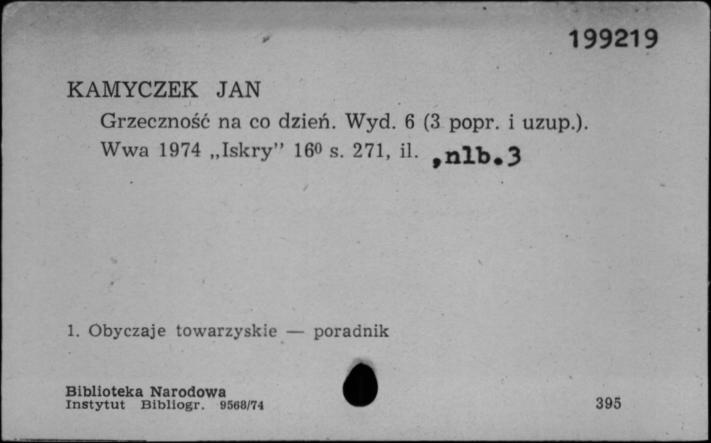 199219
KAMYCZEK JAN
Grzeczność na co dzień. Wyd. 6 (3 popr. i uzup.).
Wwa 1974 „Iskry” 16⁰ s. 271, il. ,nlb.3
1. Obyczaje towarzyskie — poradnik
Biblioteka Narodowa
Instytut Bibliogr. 9568/74
395